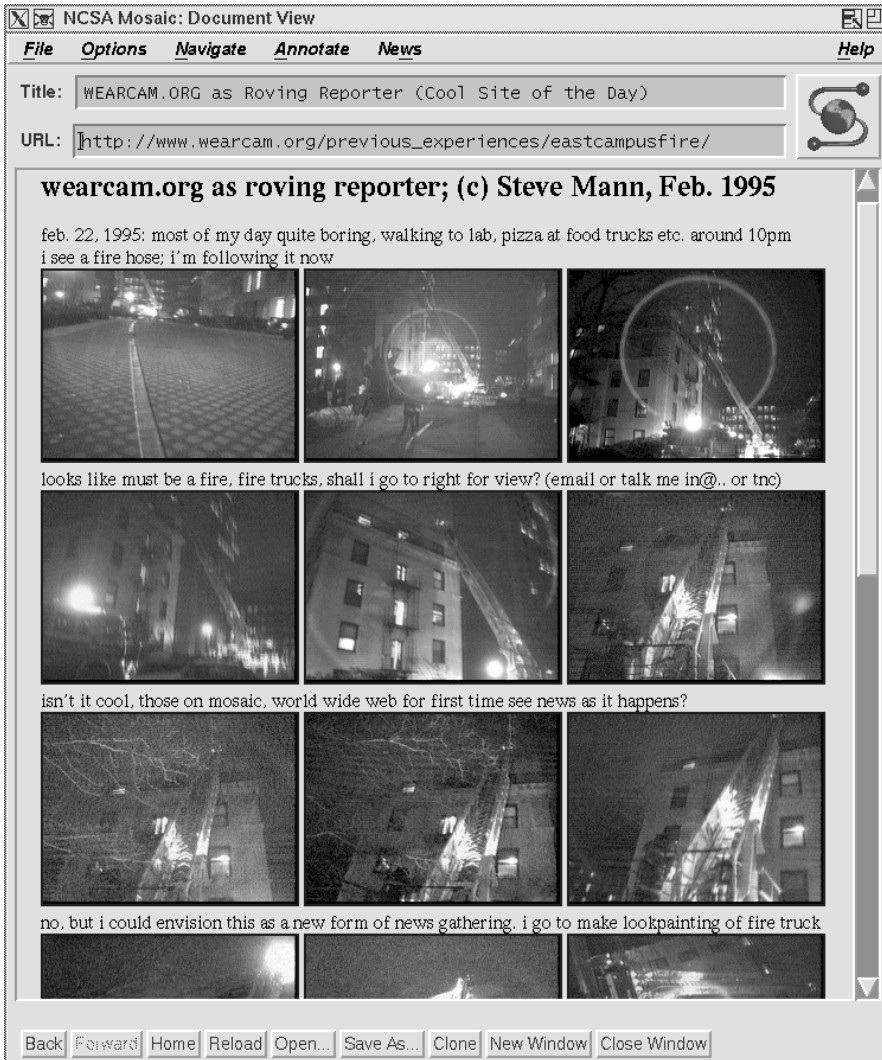 NCSA Mosaic: Document View
File Options Navigate Annotate News Help
Title: WEARCAM.ORG as Roving Reporter (Cool Site of the Day)
URL: http://www.wearcam.org/previous_experiences/eastcampusfire/
wearcam.org as roving reporter; (c) Steve Mann, Feb. 1995
feb. 22, 1995: most of my day quite boring, walking to lab, pizza at food trucks etc. around 10pm
i see a fire hose; i'm following it now
looks like must be a fire, fire trucks, shall i go to right for view? (email or talk me in@.. or tnc)
isn't it cool, those on mosaic, world wide web for first time see news as it happens?
no, but i could envision this as a new form of news gathering. i go to make lookpainting of fire truck
Back Forward Home Reload Open... Save As... Clone New Window Close Window